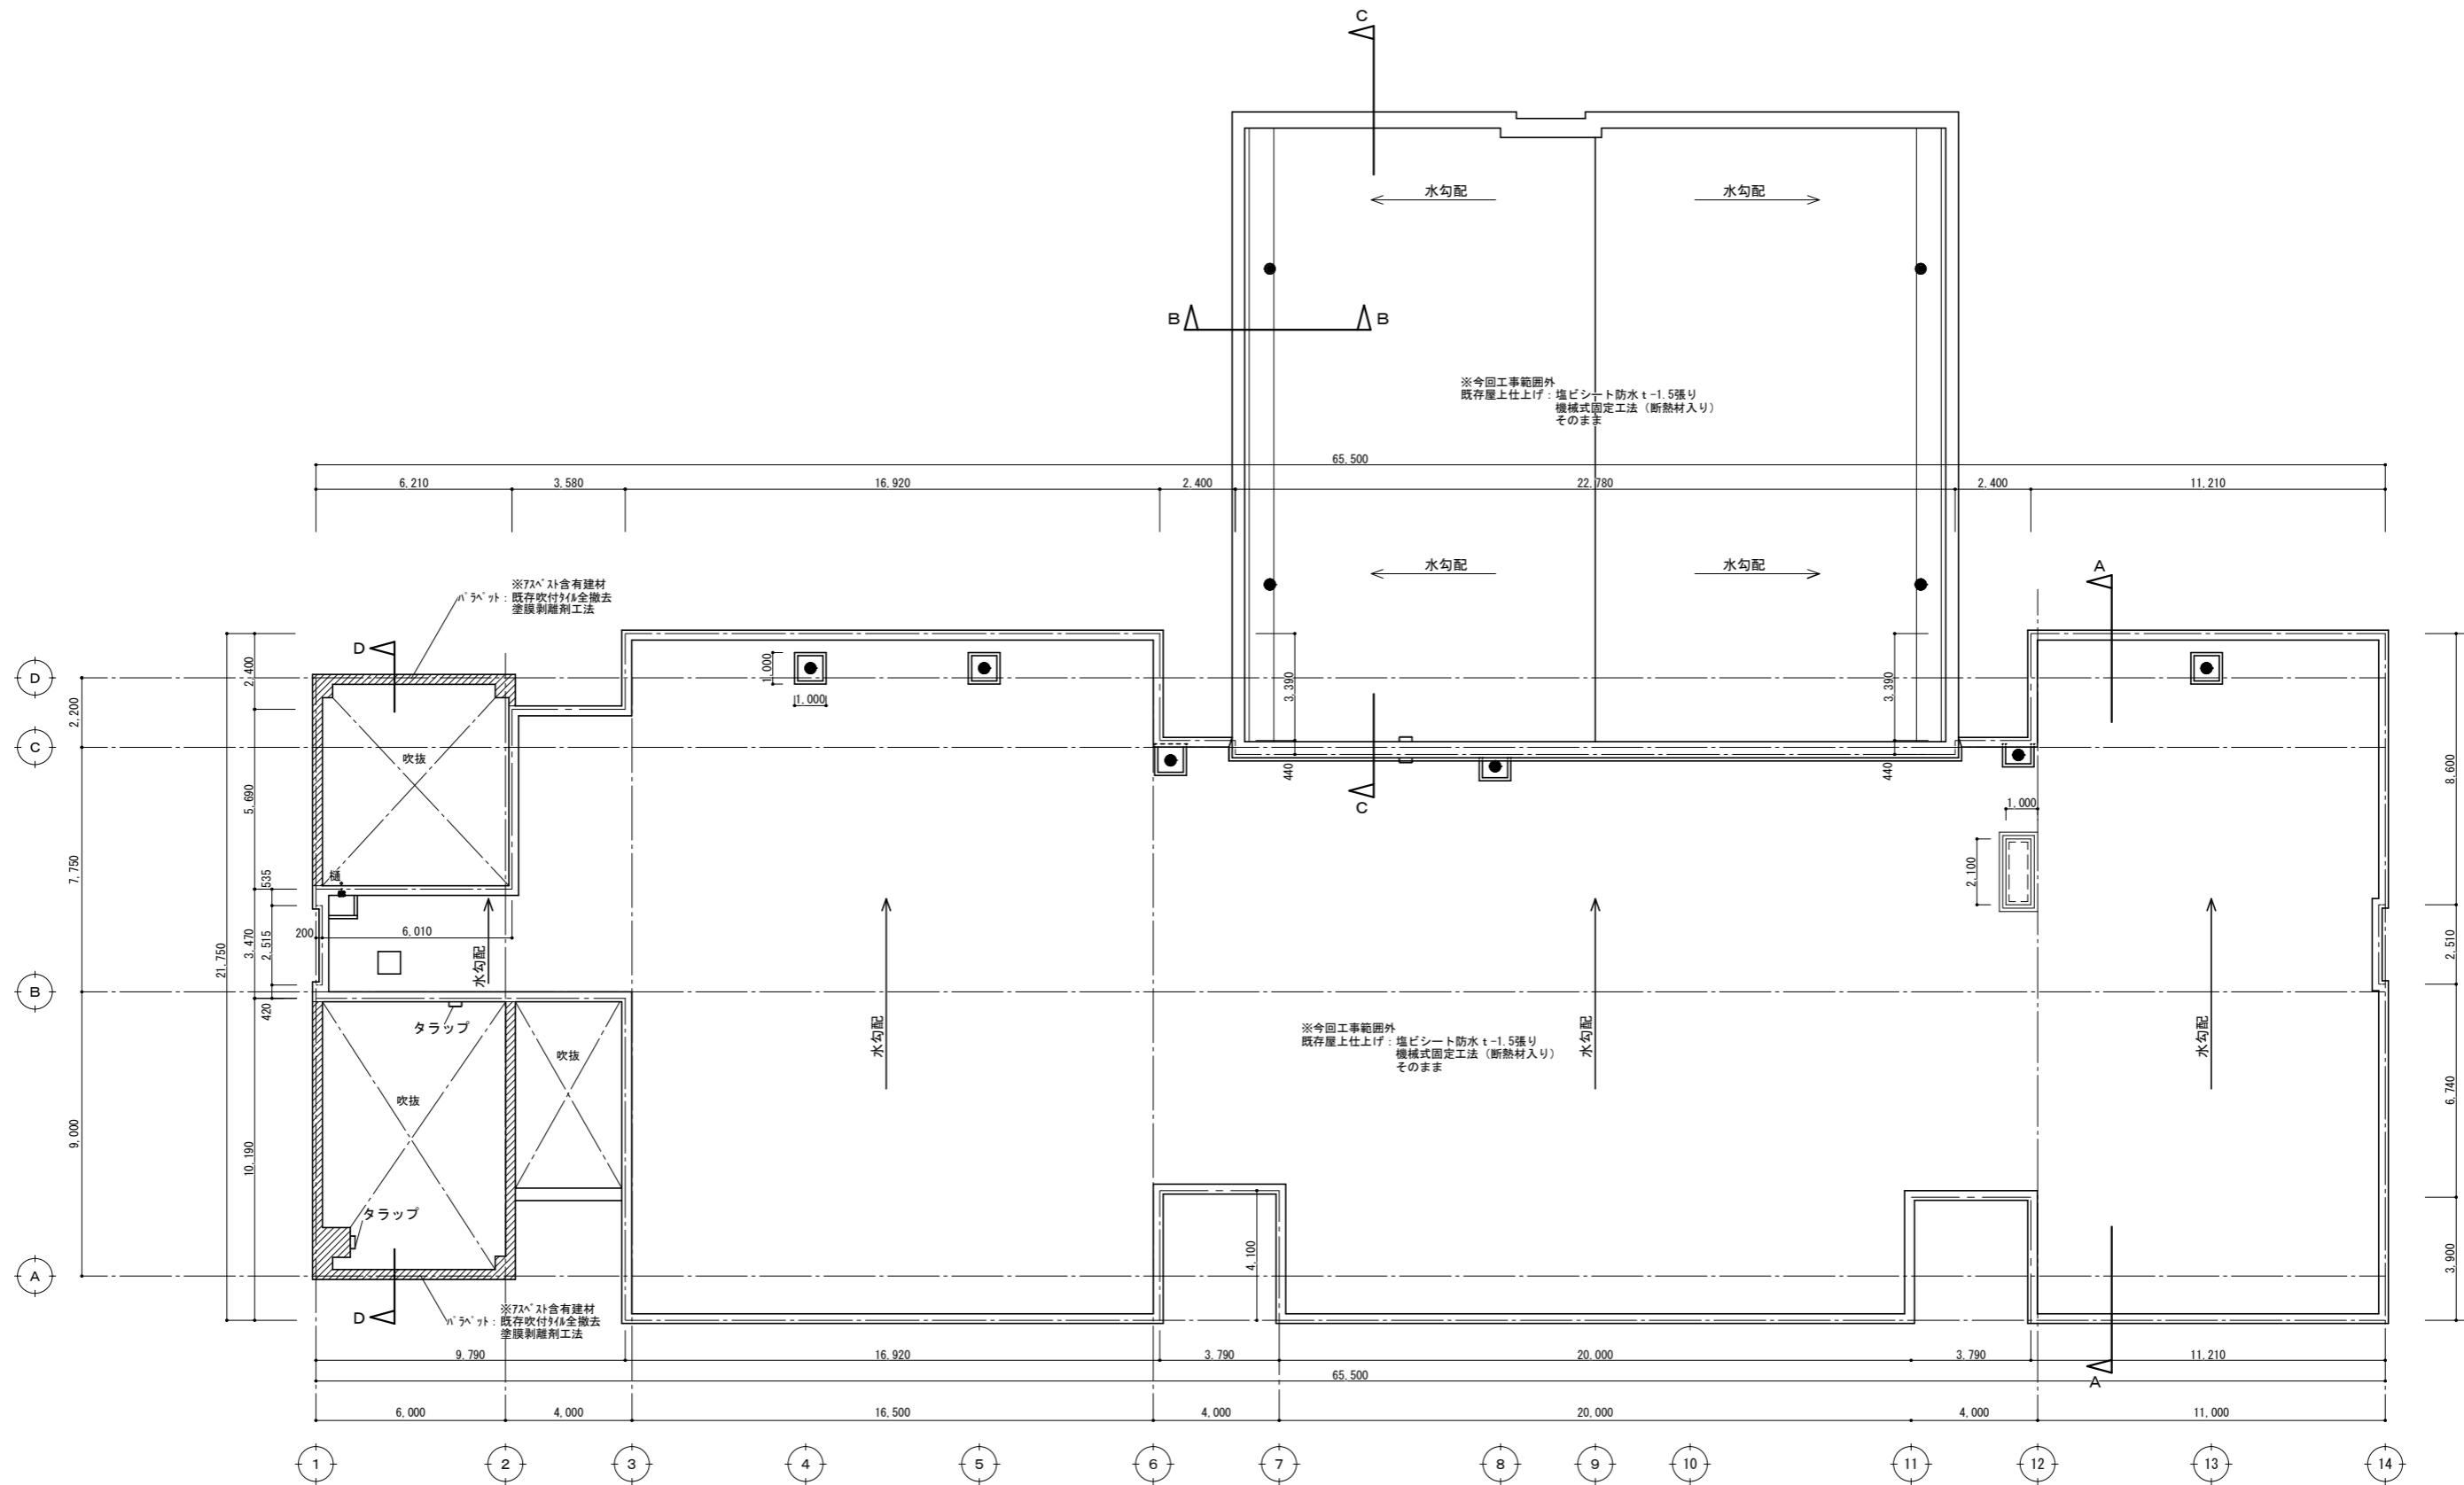 C
水勾配
水勾配
B
B
※今回工事範囲外
既存屋上仕上げ：塩ビシート防水ｔ-1.5張り
機械式固定工法（断熱材入り）
そのまま
65,500
6,210
3,580
16,920
2,400
22,780
2,400
11,210
水勾配
水勾配
A
※ｱｽﾍﾞｽﾄ含有建材
ﾊﾟﾗﾍﾟｯﾄ：既存吹付ﾀｲﾙ全撤去
塗膜剥離剤工法
D
D
C
B
A
2,200
7,750
9,000
21,750
2,400
5,690
3,470
10,190
535
2,515
420
1,000
1,000
3,390
3,390
440
440
C
吹抜
樋
200
6,010
水勾配
タラップ
吹抜
吹抜
タラップ
水勾配
水勾配
水勾配
1,000
2,100
8,600
2,510
6,740
3,900
※今回工事範囲外
既存屋上仕上げ：塩ビシート防水ｔ-1.5張り
機械式固定工法（断熱材入り）
そのまま
4,100
D
※ｱｽﾍﾞｽﾄ含有建材
ﾊﾟﾗﾍﾟｯﾄ：既存吹付ﾀｲﾙ全撤去
塗膜剥離剤工法
A
9,790
16,920
3,790
20,000
3,790
11,210
65,500
6,000
4,000
16,500
4,000
20,000
4,000
11,000
1
2
3
4
5
6
7
8
9
10
11
12
13
14